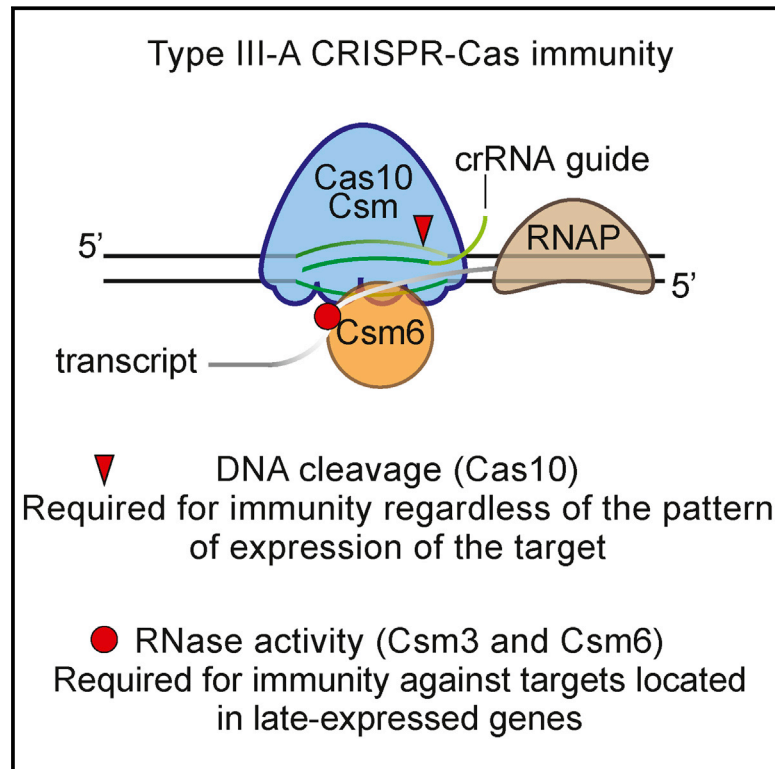 Type III-A CRISPR-Cas immunity
crRNA guide
Cas10
Csm
RNAP
5’
5’
Csm6
transcript
DNA cleavage (Cas10)
Required for immunity regardless of the pattern
of expression of the target
RNase activity (Csm3 and Csm6)
Required for immunity against targets located
in late-expressed genes